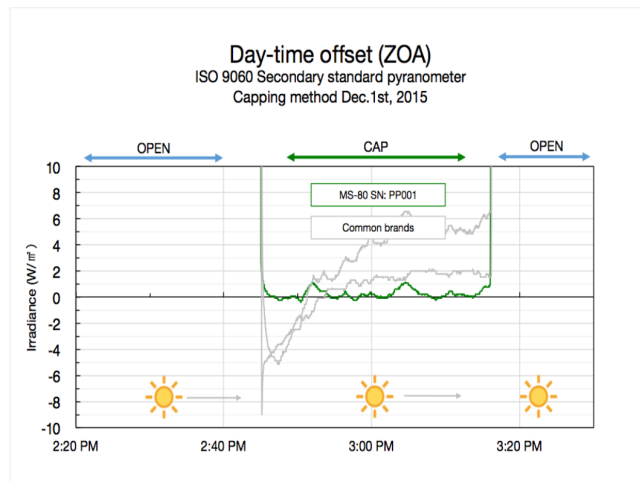 Day-time offset (ZOA)
ISO 9060 Secondary standard pyranometer
Capping method Dec.1st, 2015
OPEN
CAP
OPEN
10
8
6
4
2
0
-2
-4
-6
-8
-10
Irradiance (W/㎡)
MS-80 SN: PP001
Common brands
2:20 PM
2:40 PM
3:00 PM
3:20 PM